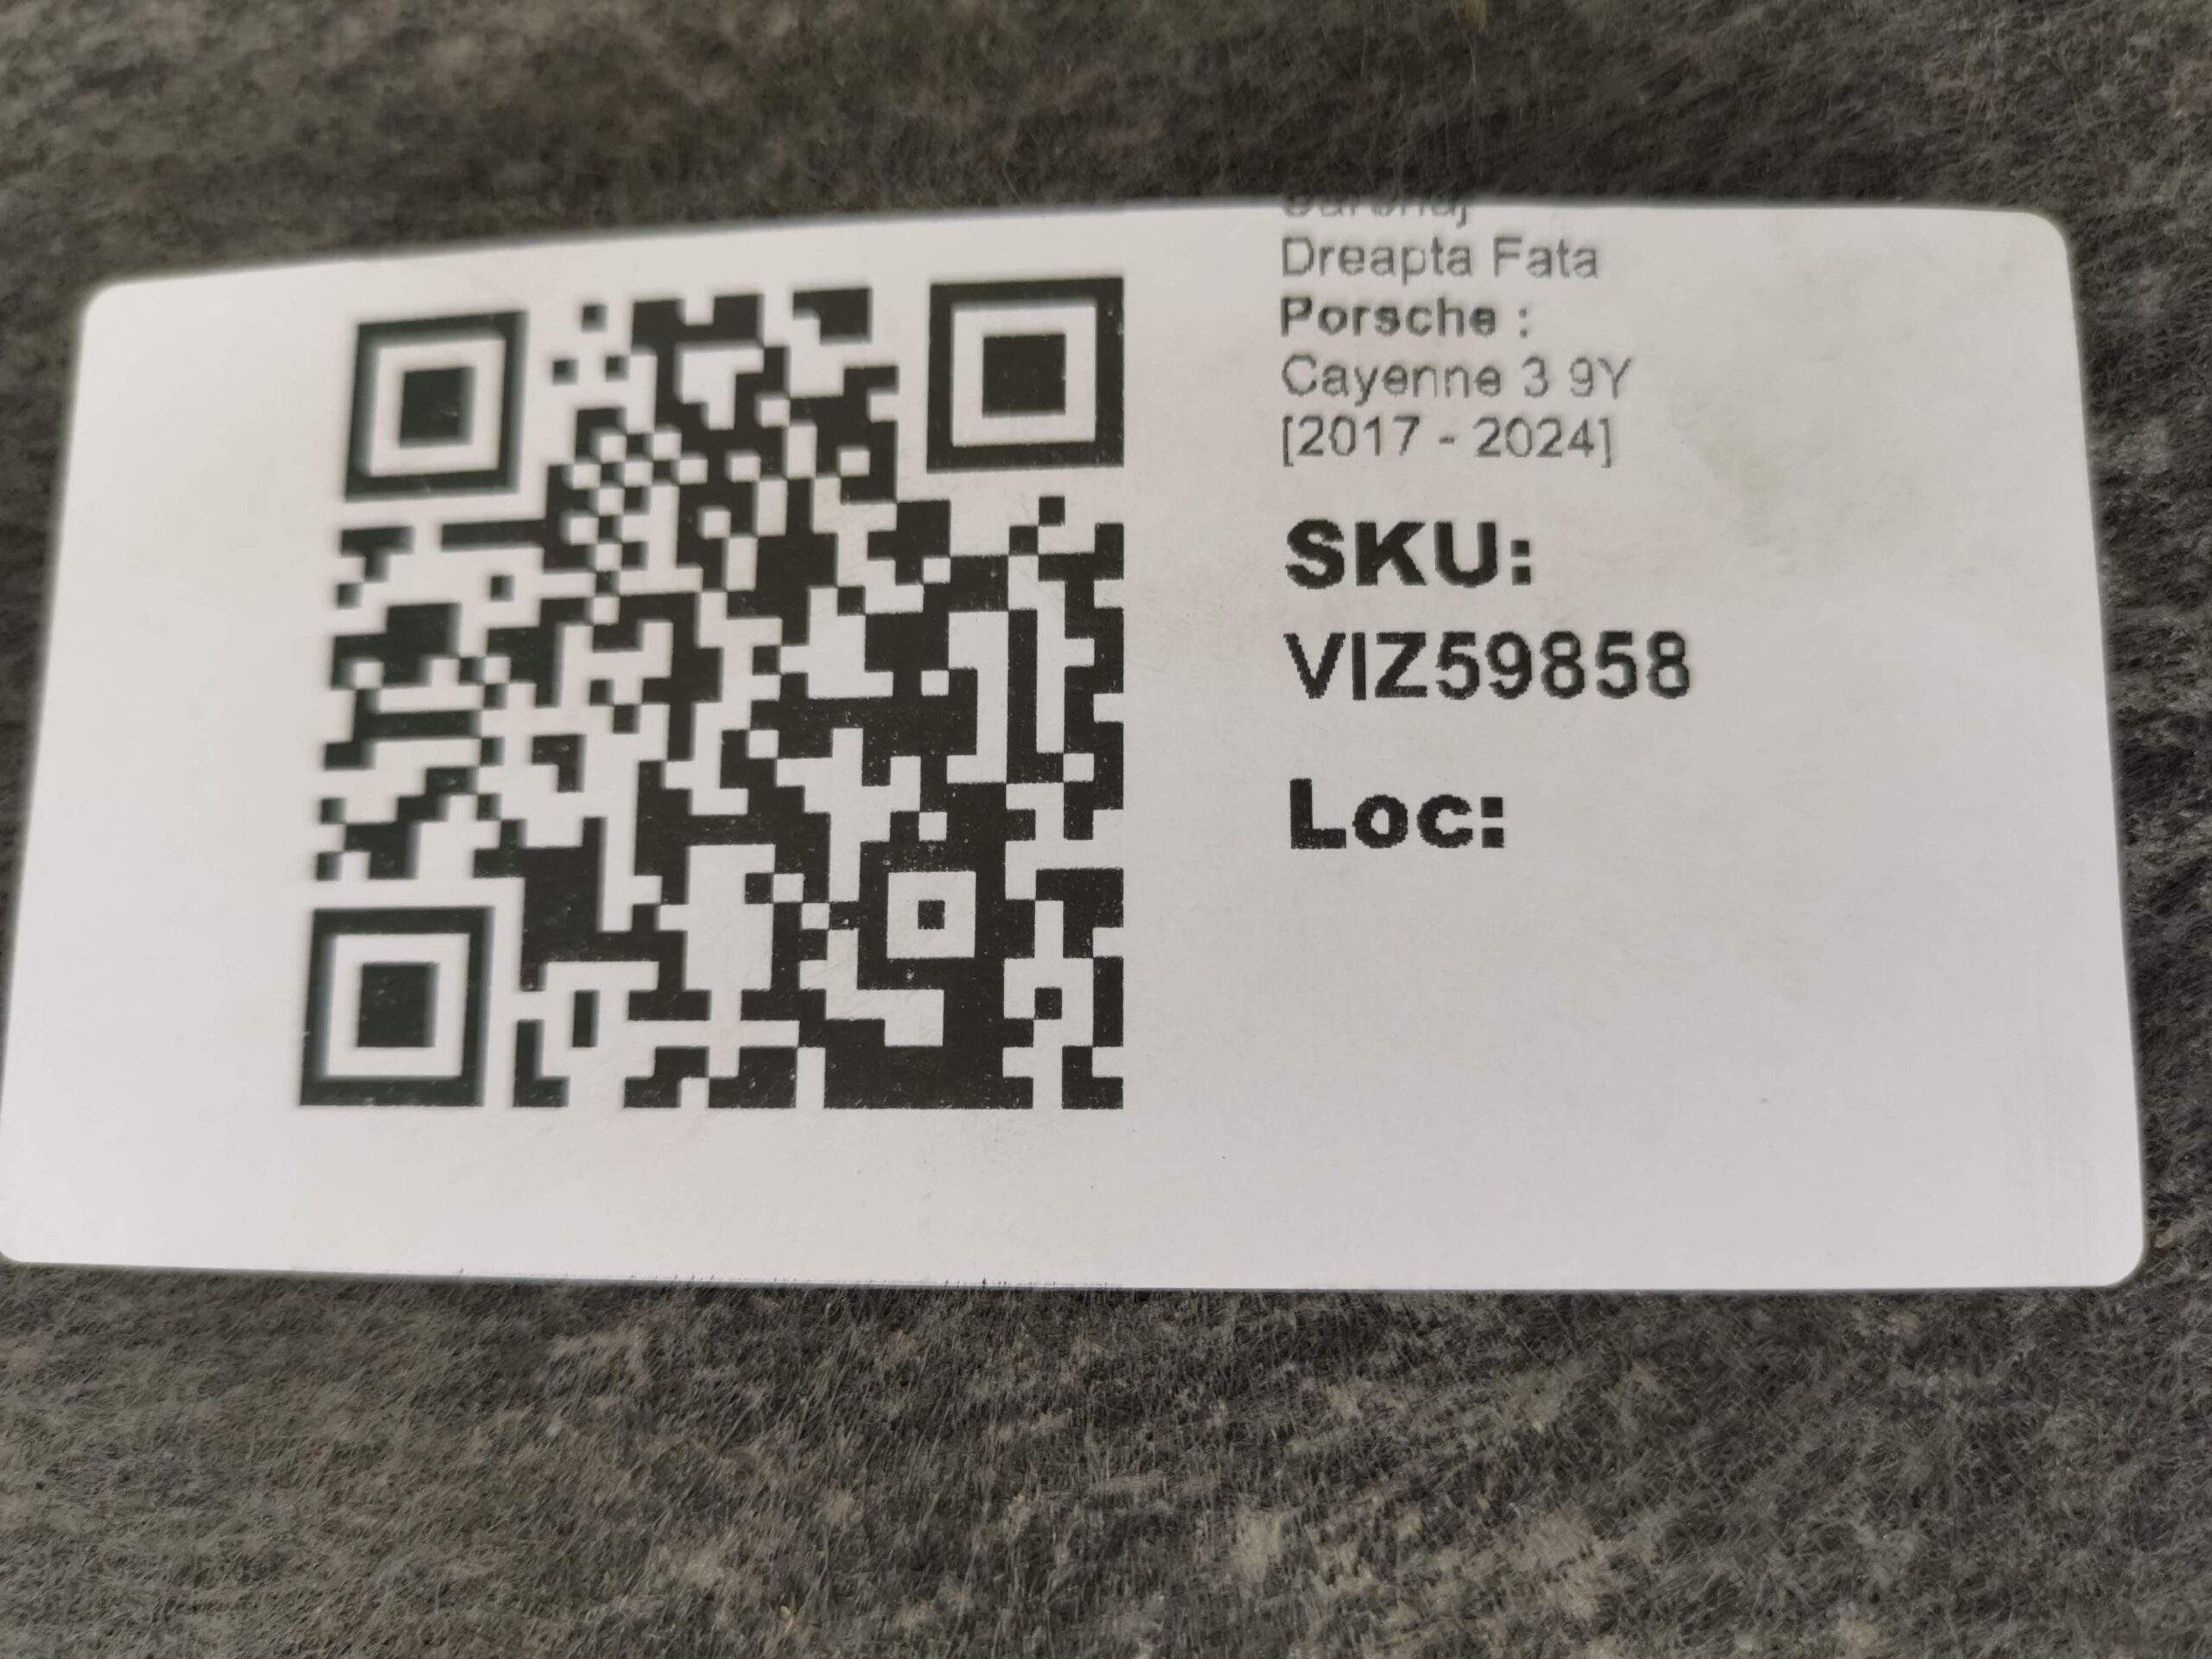 Dreapta Fata
Porsche :
Cayenne 3 9Y
[2017 - 2024]
SKU:
VIZ59858
Loc: